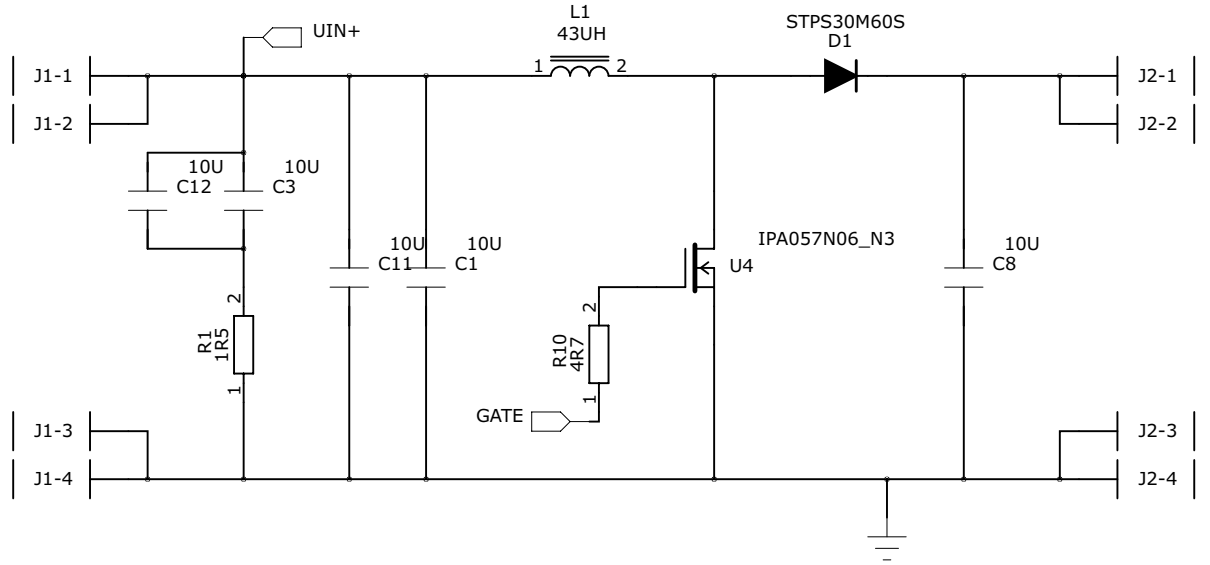 L1
43UH
STPS30M60S
D1
UIN+
J1-1
1
2
J2-1
J1-2
J2-2
10U
C12
10U
C3
10U
C11
10U
C1
IPA057N06_N3
U4
10U
C8
2
R1
1R5
1
2
R10
4R7
1
GATE
J1-3
J2-3
J1-4
J2-4